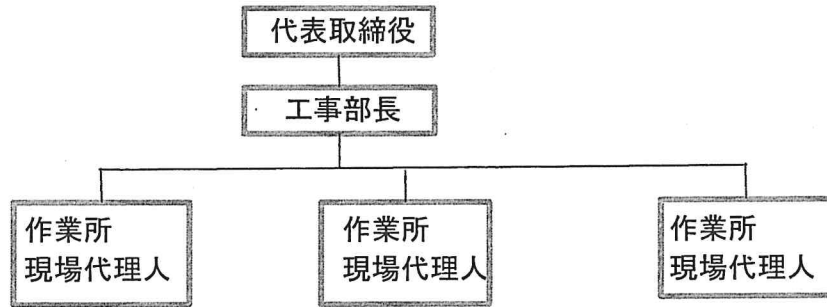 代表取締役
工事部長
作業所
現場代理人
作業所
現場代理人
作業所
現場代理人